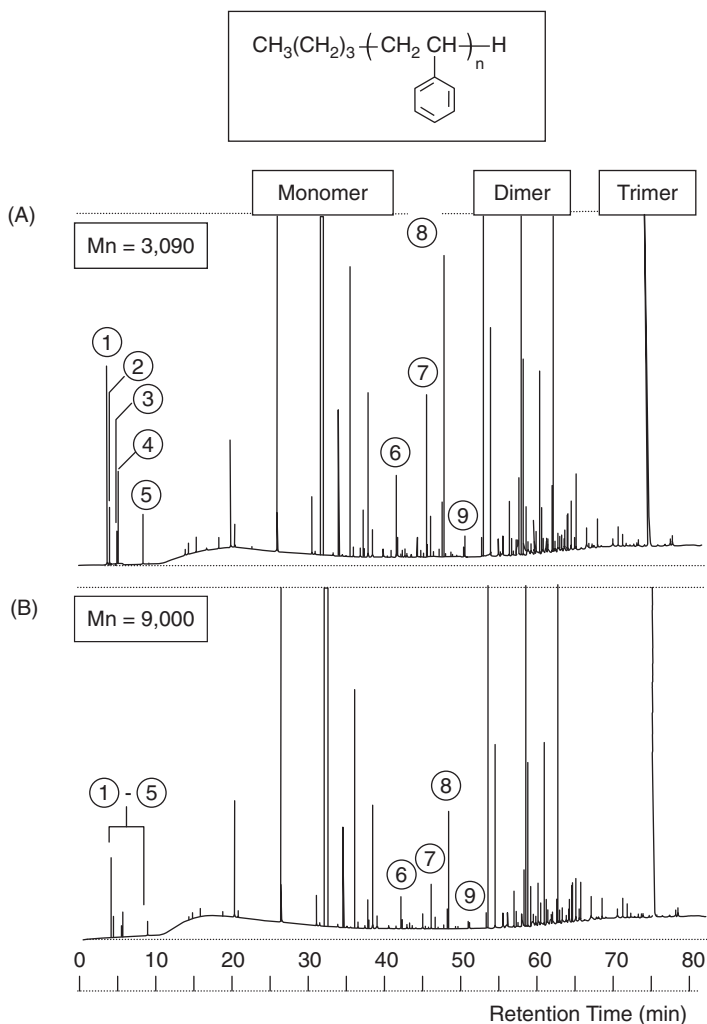 CH3(CH2)3 (CH2 CH)n H
Monomer Dimer Trimer
(A)
Mn = 3,090
8
1
2
3
7
4
6
5
9
(B)
Mn = 9,000
1 - 5
8
7
6
9
0 10 20 30 40 50 60 70 80
Retention Time (min)